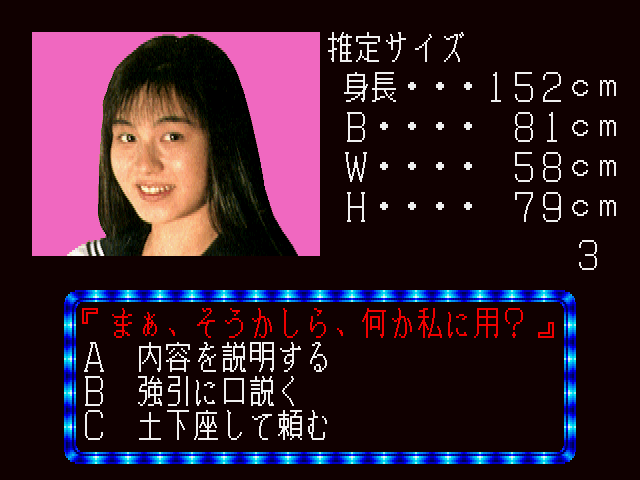 推定サイズ
身長・・・152cm
B・・・・ 81cm
W・・・・ 58cm
H・・・・ 79cm
3
『まぁ、そうかしら、何か私に用?』
A 内容を説明する
B 強引に口説く
C 土下座して頼む